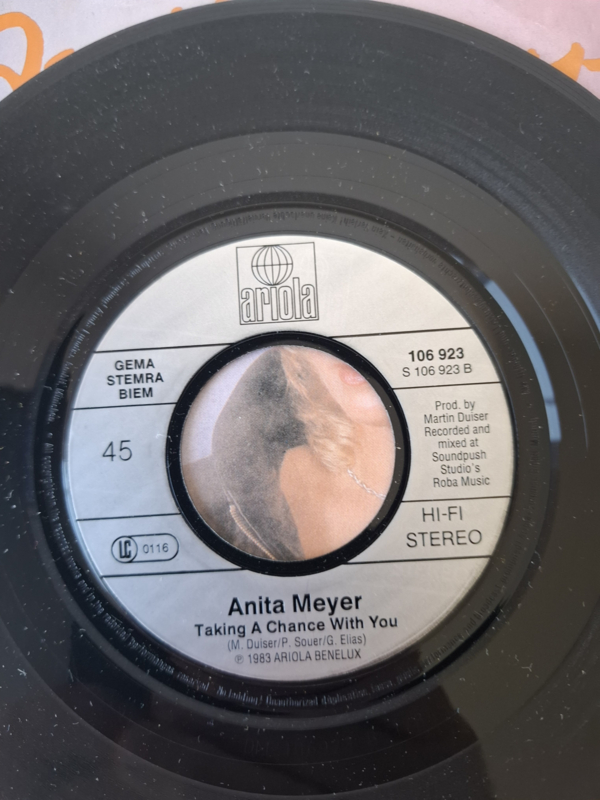 ariola
GEMA
STEMRA
BIEM
106 923
S 106 923 B
45
Prod. by
Martin Duiser
Recorded and
mixed at
Soundpush
Studio's
Roba Music
LC 0116
HI-FI
STEREO
Anita Meyer
Taking A Chance With You
(M. Duiser/P. Souer/G. Elias)
℗ 1983 ARIOLA BENELUX